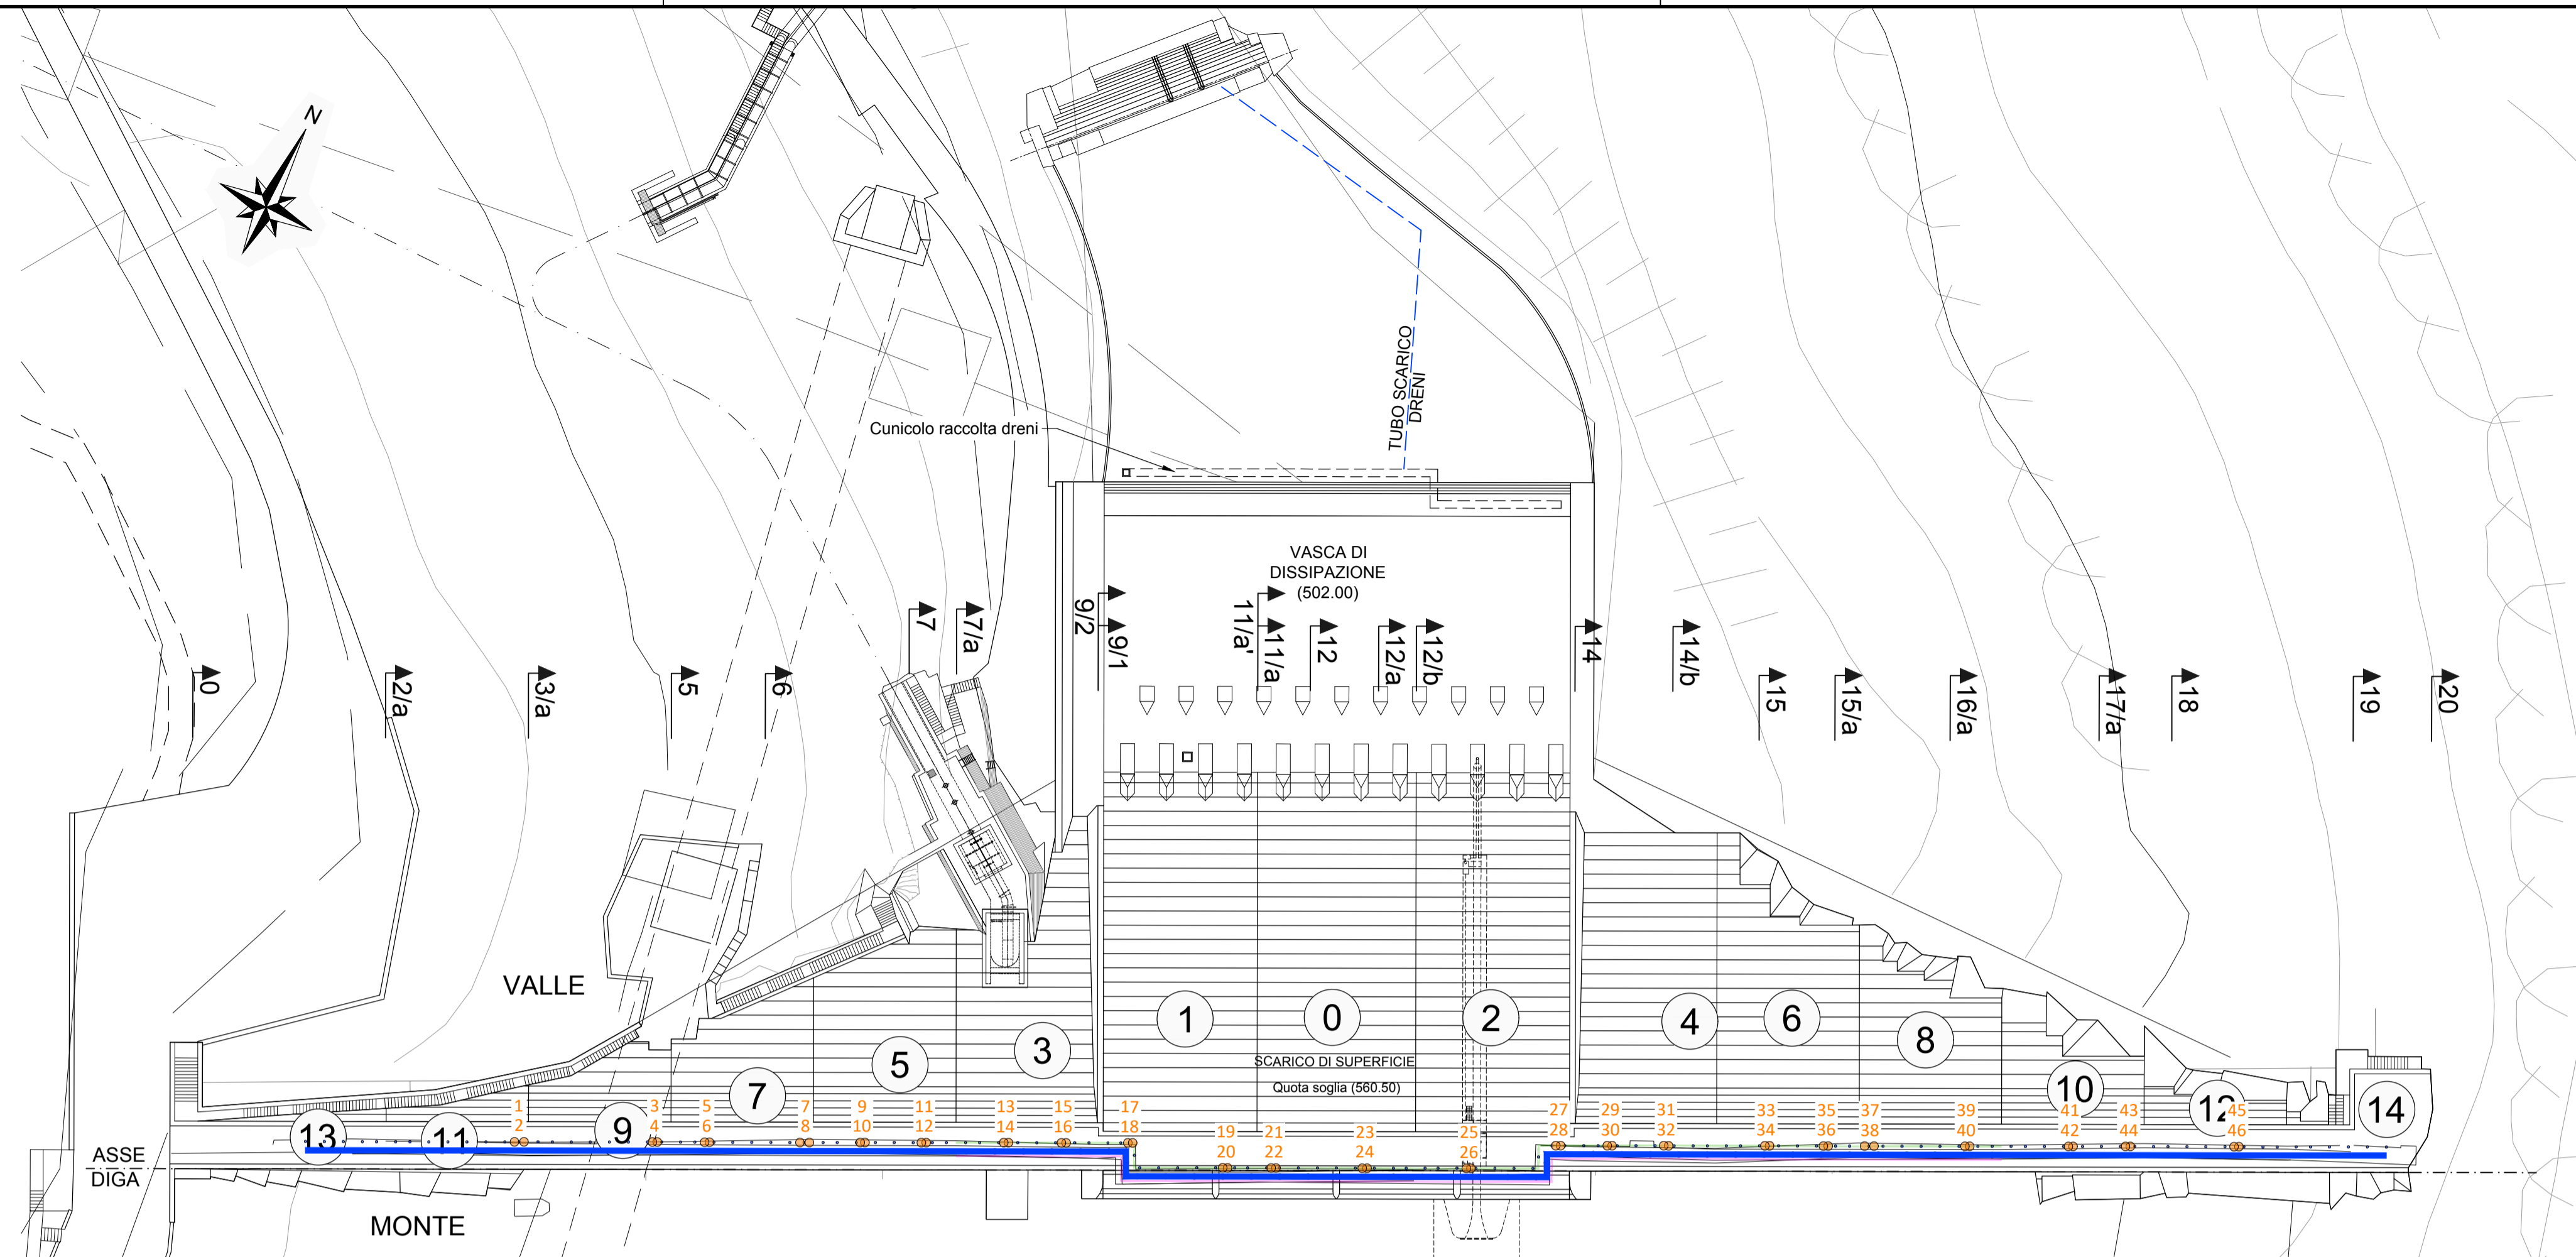 N
TUBO SCARICO
DRENI
Cunicolo raccolta dreni
VASCA DI
DISSIPAZIONE
(502.00)
0
2/a
3/a
5
6
7
7/a
9/2
9/1
11/a'
11/a
12
12/a
12/b
14
14/b
15
15/a
16/a
17/a
18
19
20
VALLE
13
11
9
7
5
3
1
0
2
4
6
8
10
12
14
SCARICO DI SUPERFICIE
Quota soglia (560.50)
1 3 5 7 9 11 13 15 17
2 4 6 8 10 12 14 16 18
19 21 23 25
20 22 24 26
27 29 31 33 35 37 39 41 43 45
28 30 32 34 36 38 40 42 44 46
ASSE
DIGA
MONTE